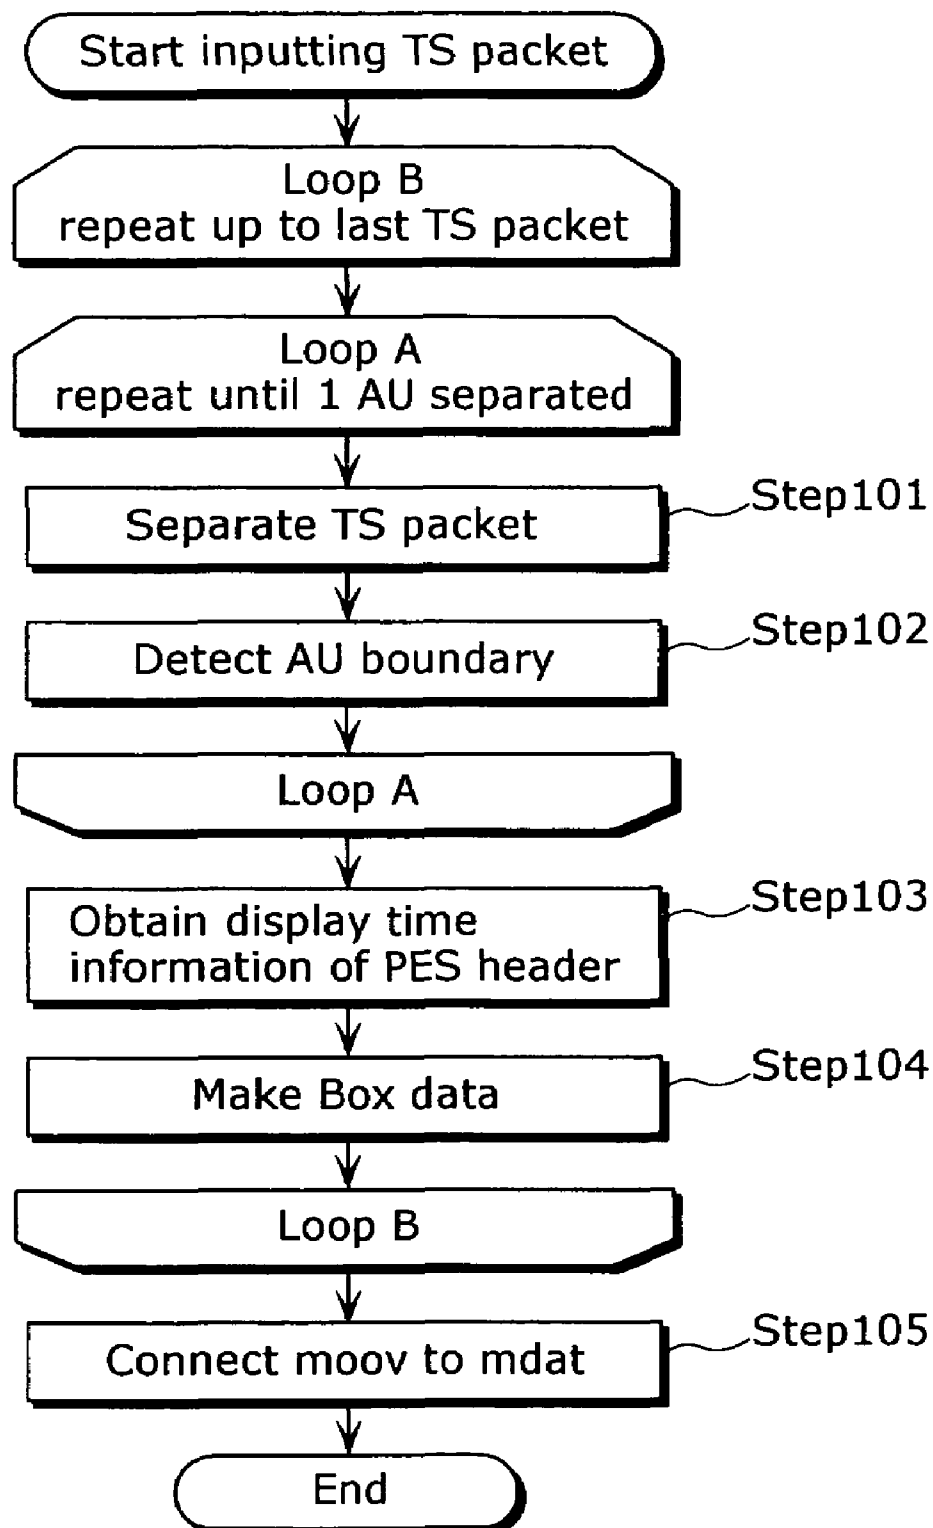 Start inputting TS packet
Loop B
repeat up to last TS packet
Loop A
repeat until 1 AU separated
Separate TS packet
Step101
Detect AU boundary
Step102
Loop A
Obtain display time
information of PES header
Step103
Make Box data
Step104
Loop B
Connect moov to mdat
Step105
End